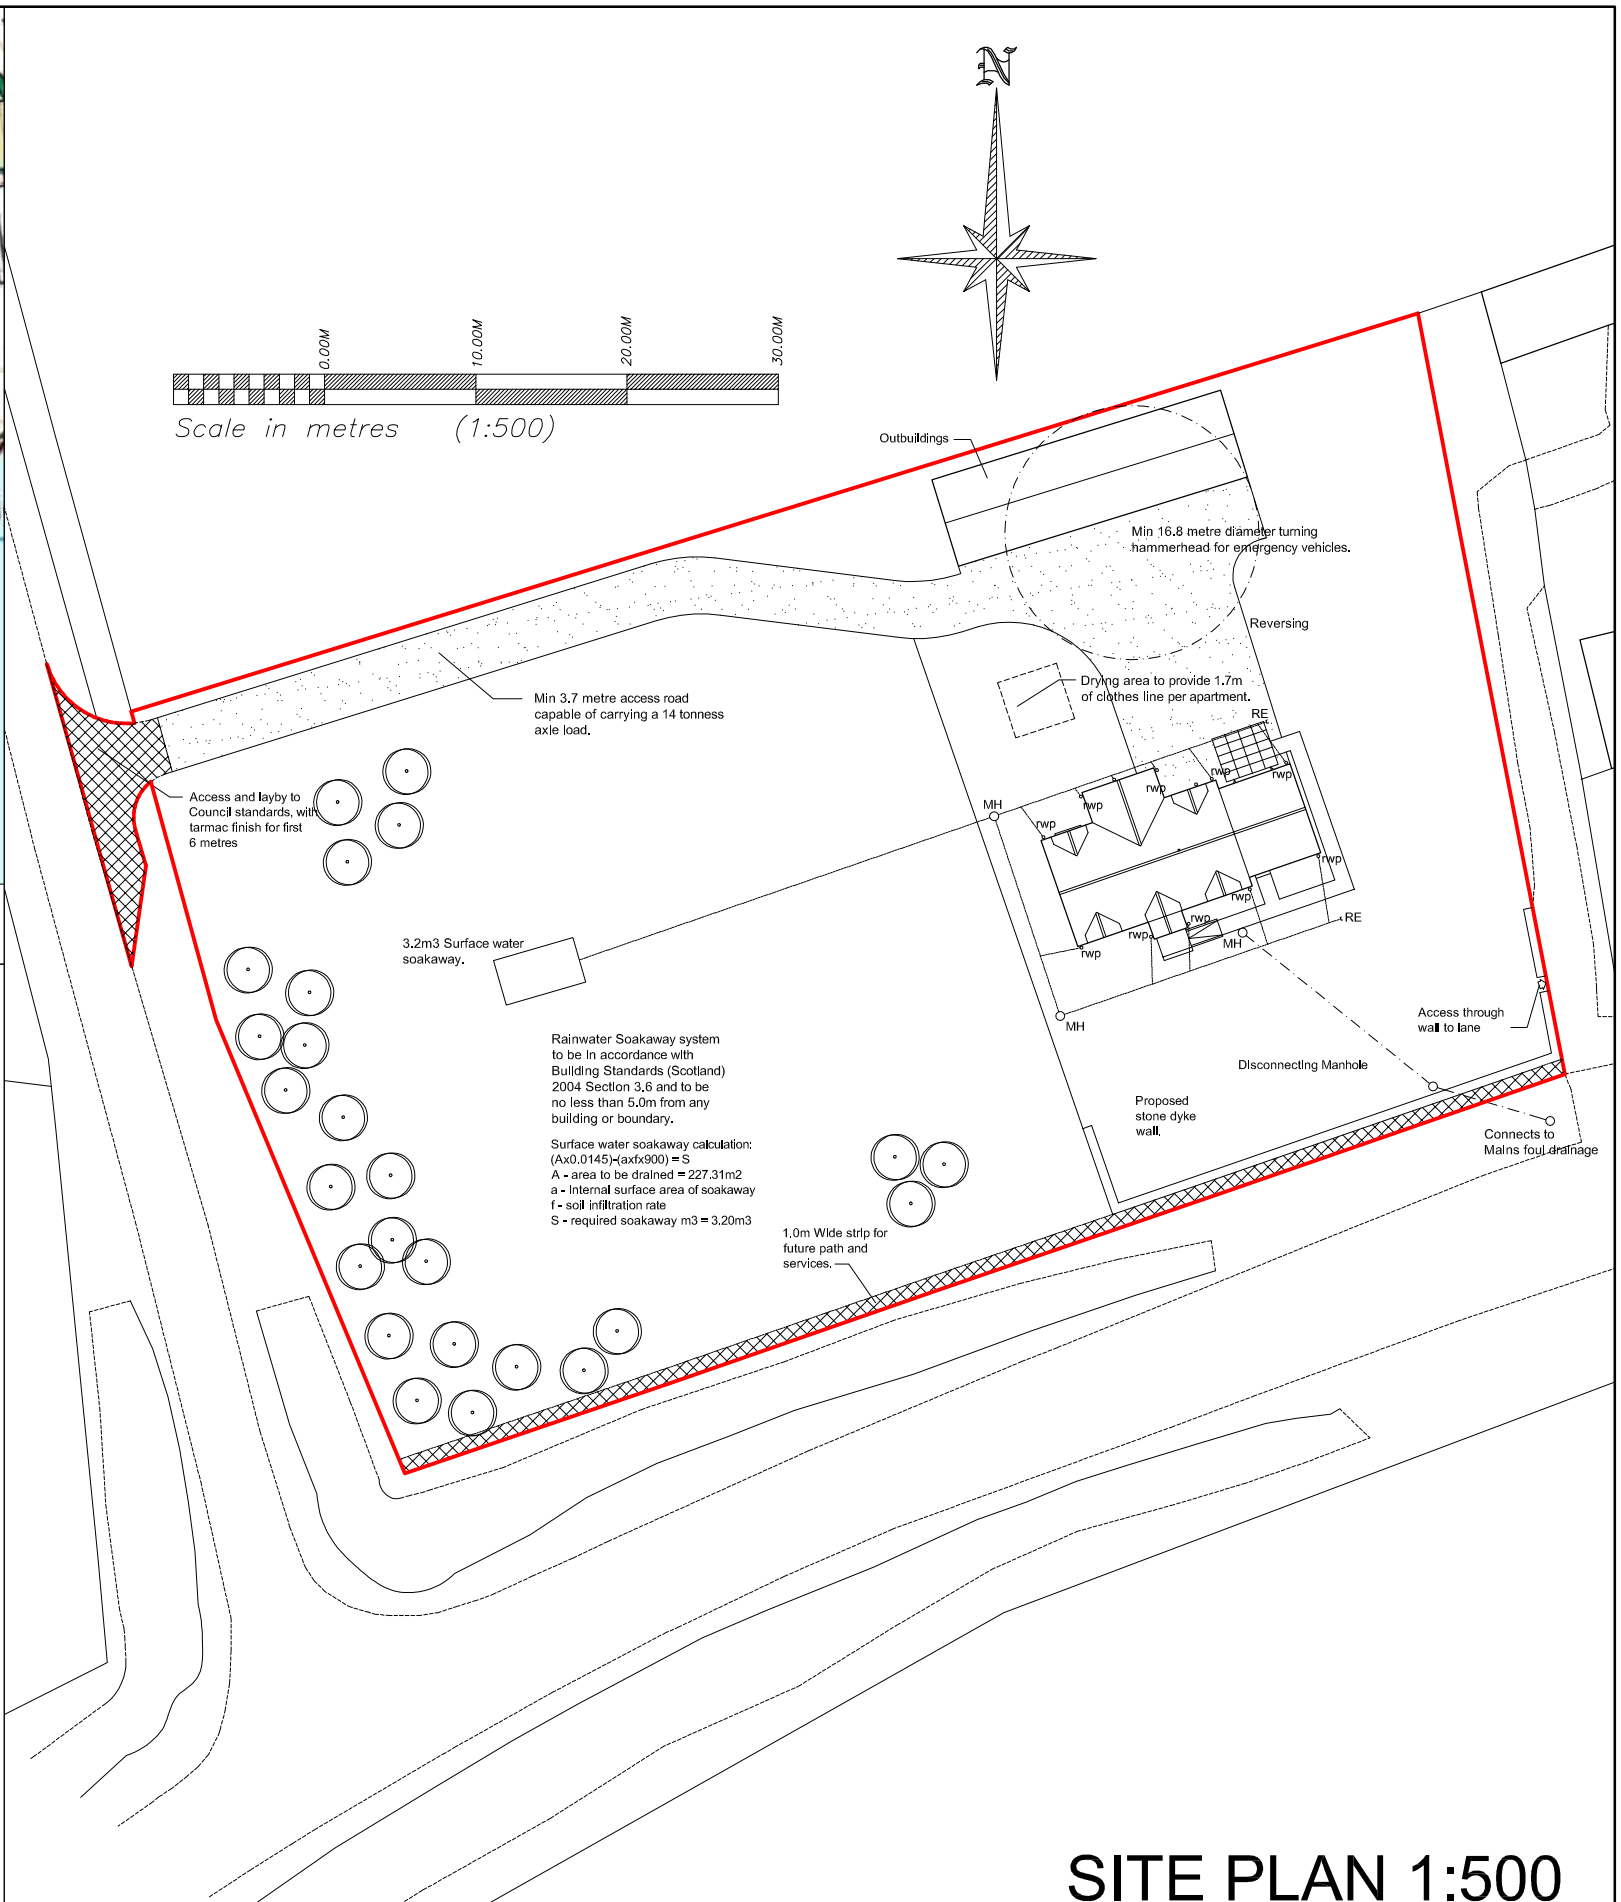 N
0.00M
10.00M
20.00M
30.00M
Scale in metres (1:500)
Outbuildings
Min 16.8 metre diameter turning
hammerhead for emergency vehicles.
Reversing
Drying area to provide 1.7m
of clothes line per apartment.
Min 3.7 metre access road
capable of carrying a 14 tonness
axle load.
RE
Access and layby to
Council standards, with
tarmac finish for first
6 metres
MH
rwp
rwp
rwp
rwp
rwp
rwp
rwp
rwp
rwp
rwp
RE
MH
3.2m3 Surface water
soakaway.
MH
Access through
wall to lane
Rainwater Soakaway system
to be in accordance with
Building Standards (Scotland)
2004 Section 3.6 and to be
no less than 5.0m from any
building or boundary.
Surface water soakaway calculation:
(Ax0.0145)-(axfx900) = S
A - area to be drained = 227.31m2
a - Internal surface area of soakaway
f - soil infiltration rate
S - required soakaway m3 = 3.20m3
Disconnecting Manhole
Proposed
stone dyke
wall.
Connects to
Mains foul drainage
1.0m Wide strip for
future path and
services.
SITE PLAN 1:500